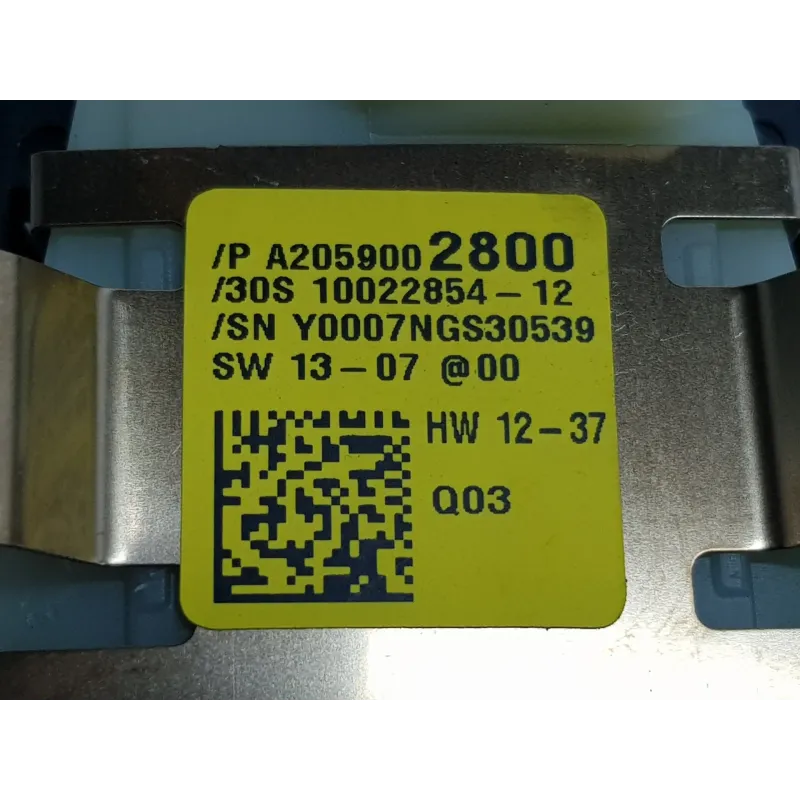 /P A205900 2800
/30S 10022854-12
/SN Y0007NGS30539
SW 13-07 @00
HW 12-37
Q03